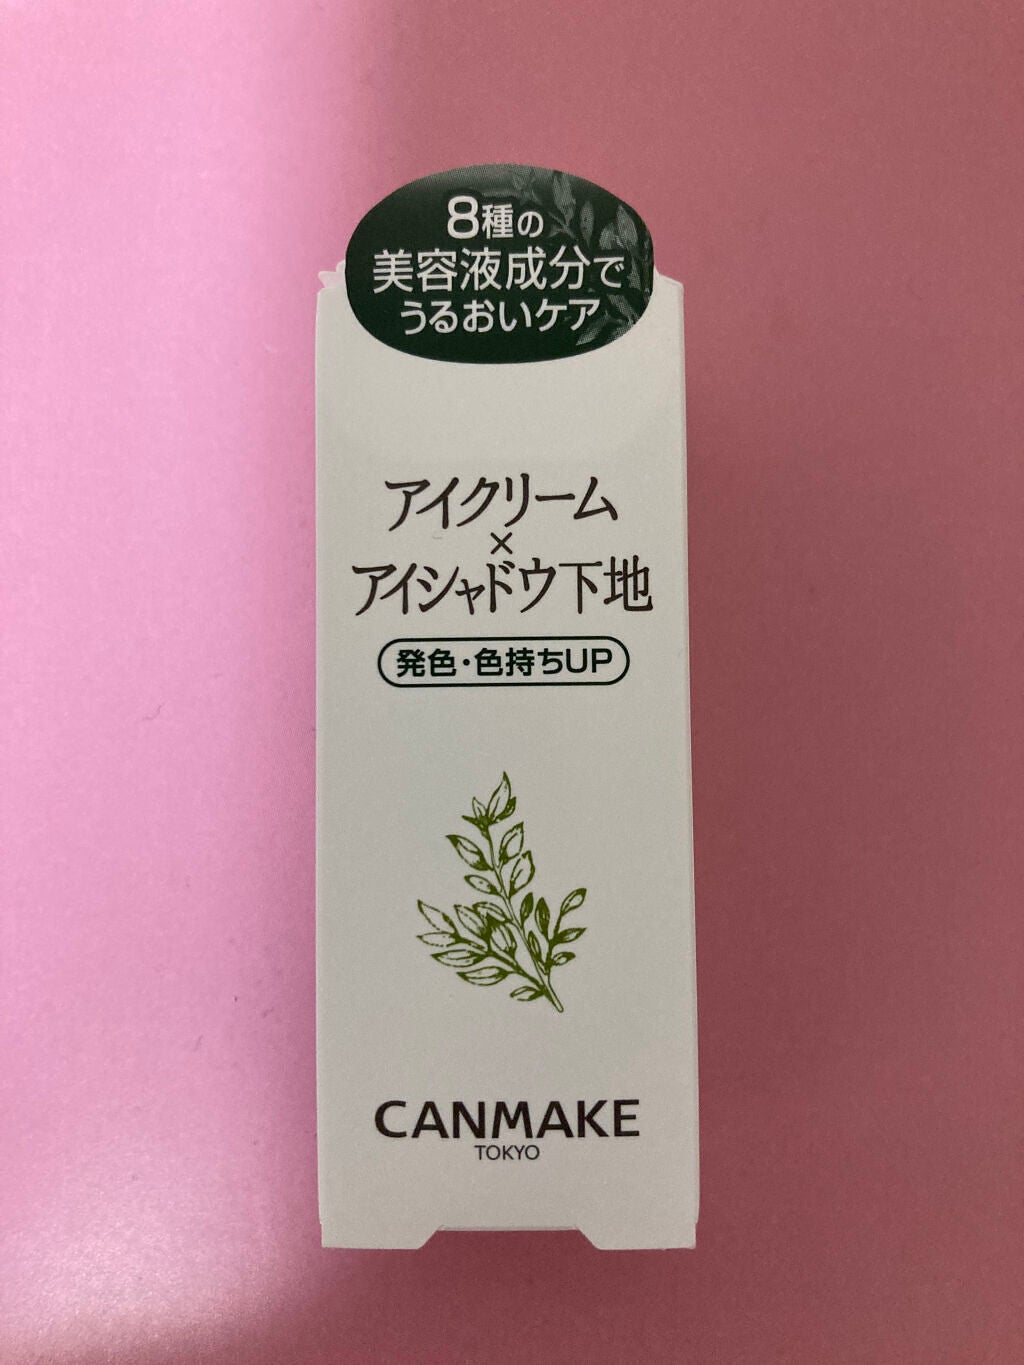 8種の
美容液成分で
うるおいケア
アイクリーム
×
アイシャドウ下地
発色・色持ちUP
CANMAKE
TOKYO